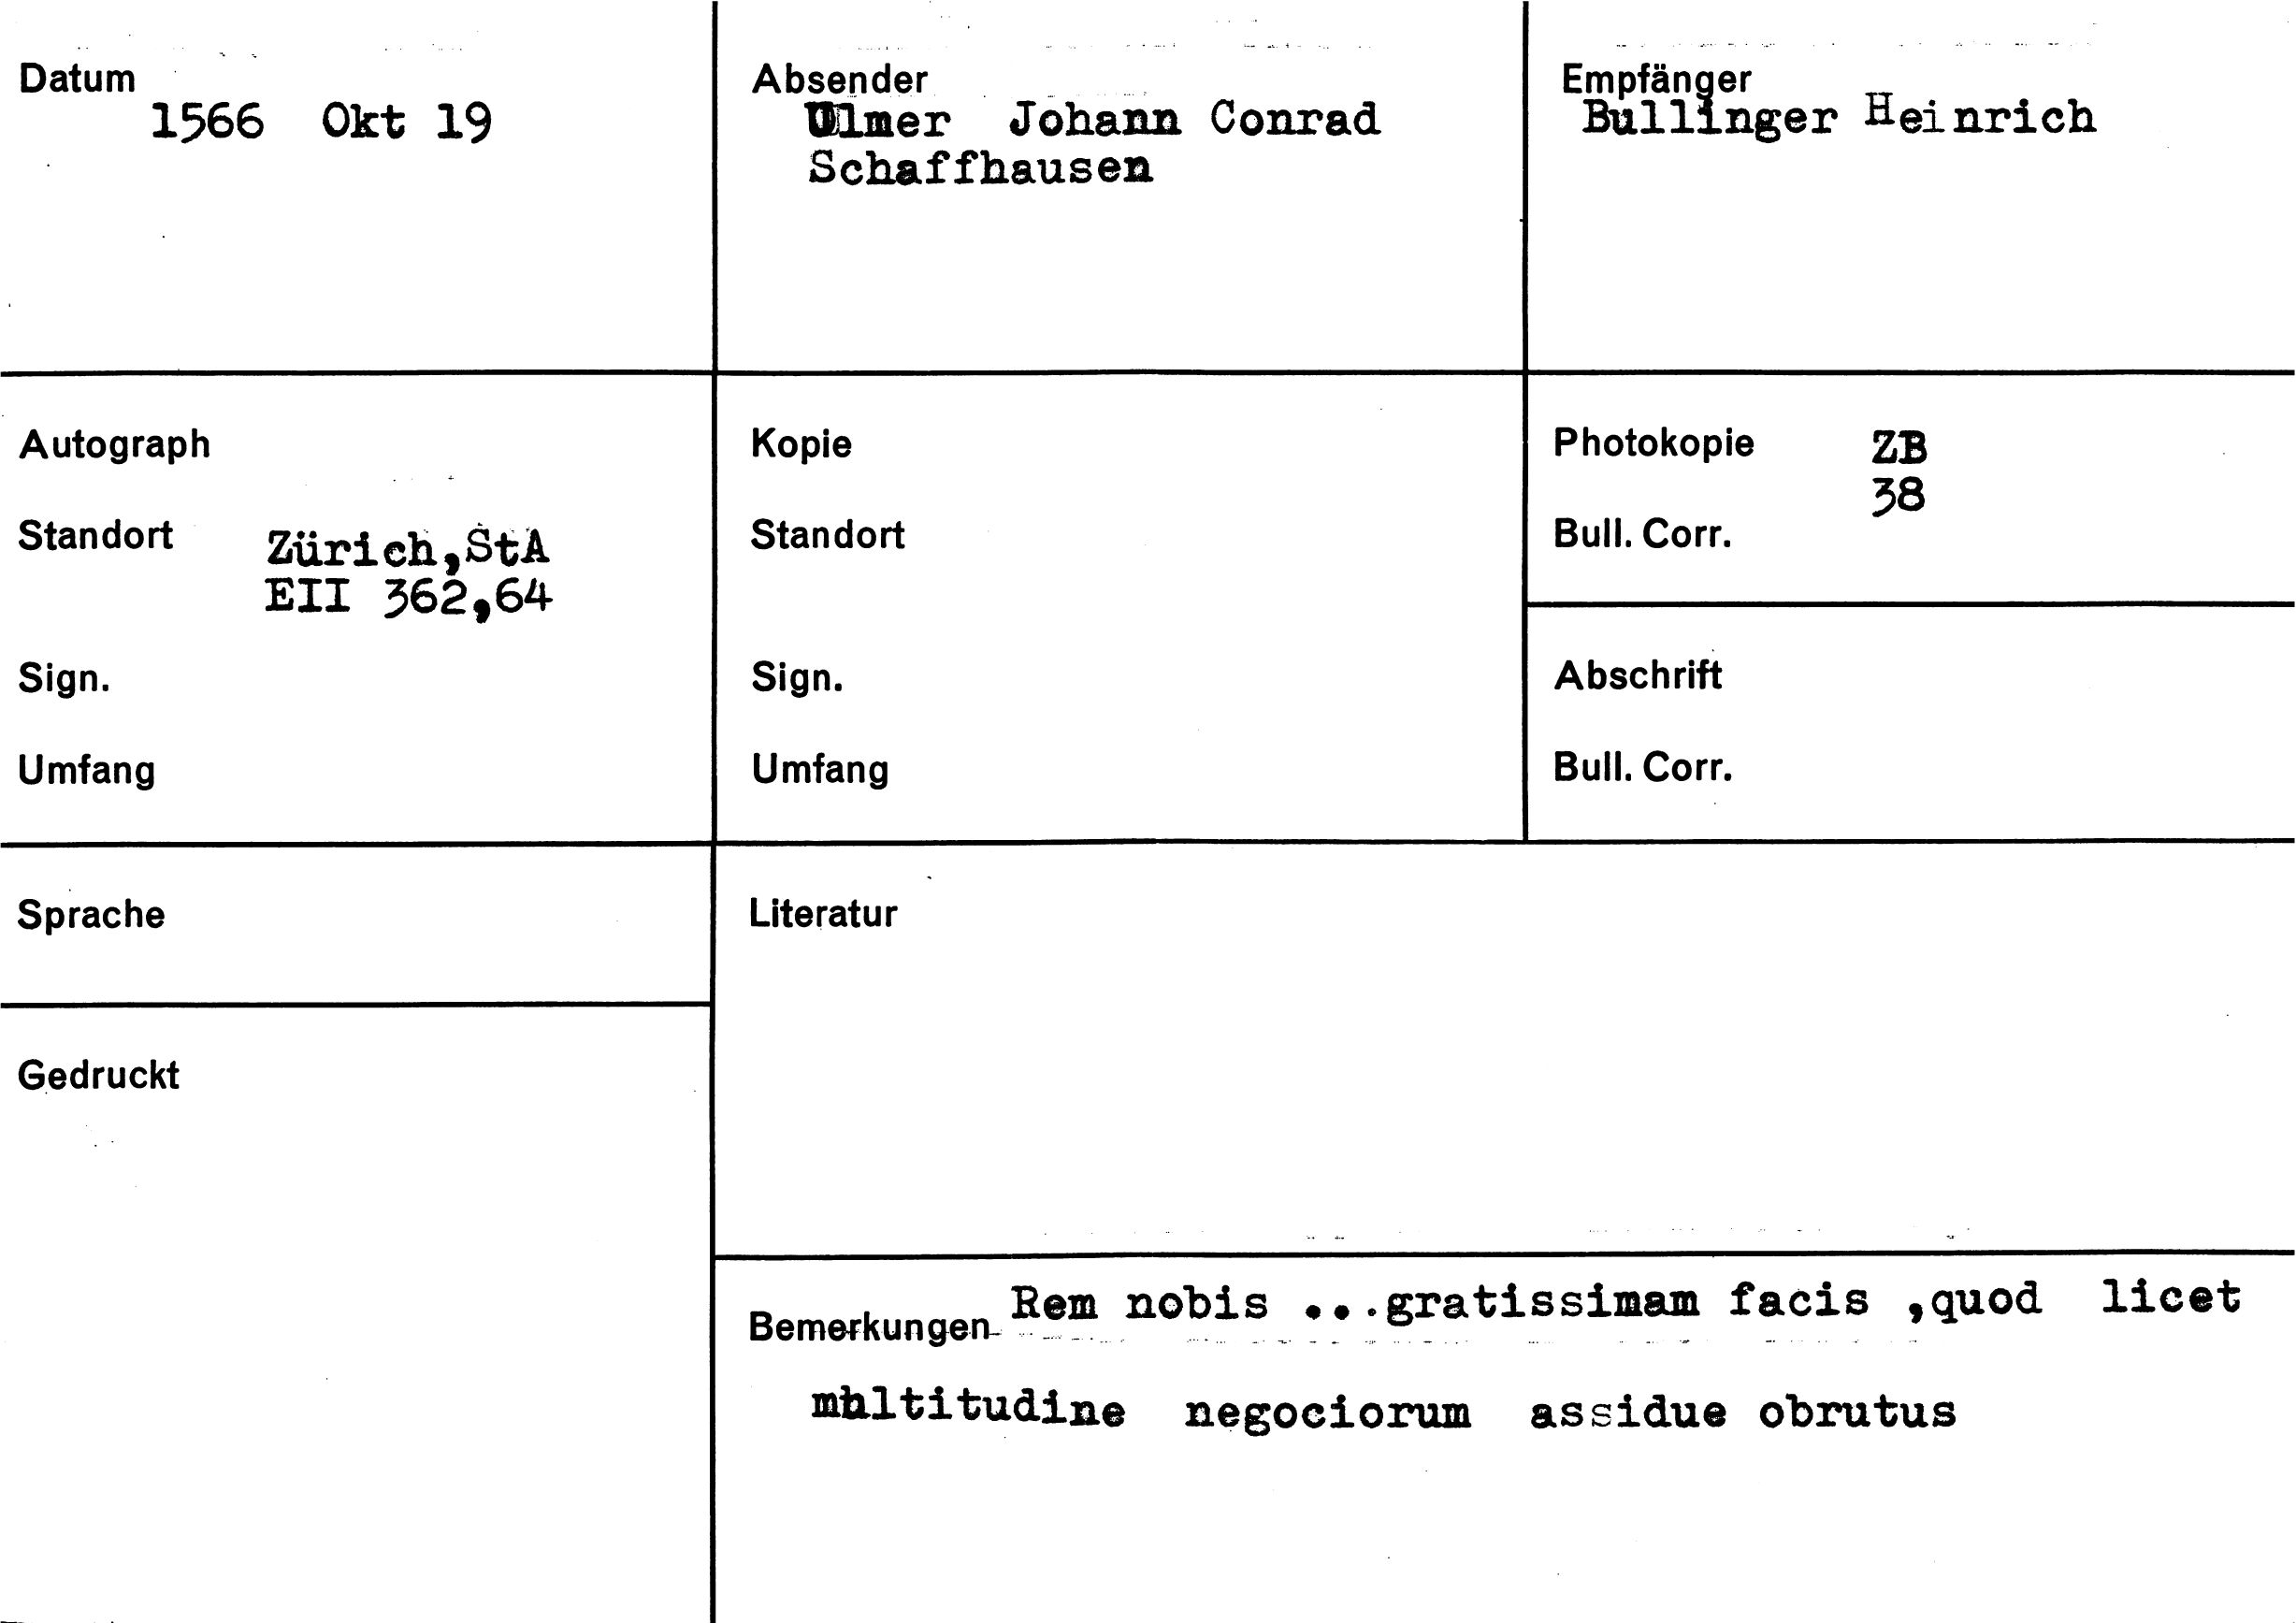 Datum
1566 Okt 19
Absender
Ulmer Johann Conrad
Schaffhausen
Empfänger
Bullinger Heinrich
Autograph
Standort
Zürich,StA
EII 362,64
Sign.
Umfang
Kopie
Standort
Sign.
Umfang
Photokopie ZB
38
Bull. Corr.
Abschrift
Bull. Corr.
Sprache
Literatur
Gedruckt
Bemerkungen Rem nobis ...gratissimam facis ,quod licet
multitudine negociorum assidue obrutus